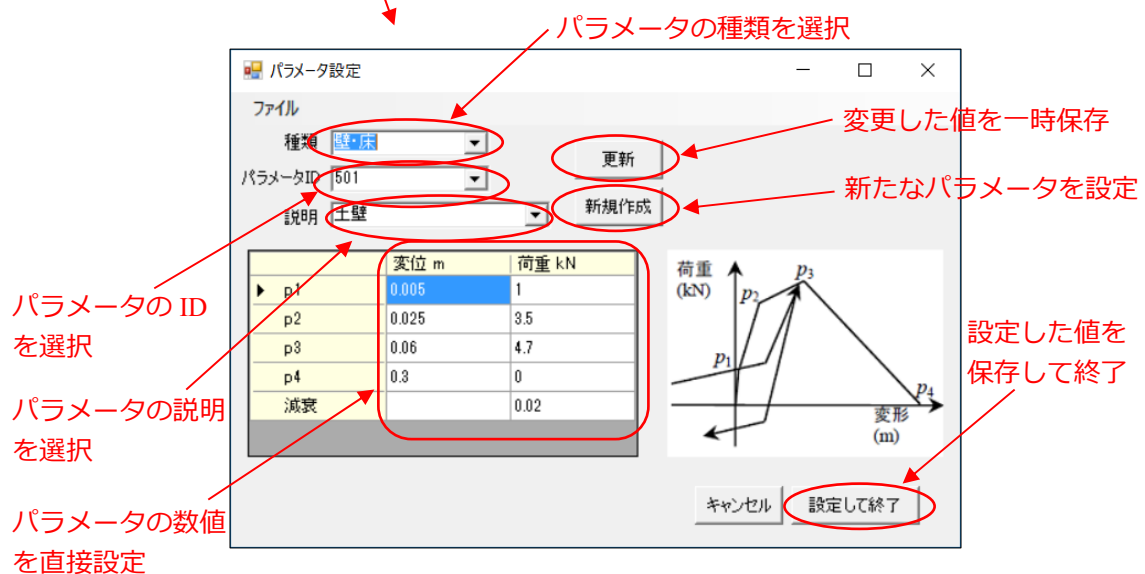 パラメータの種類を選択
パラメータ設定
ファイル
種類 壁・床
変更した値を一時保存
更新
パラメータID 501
新たなパラメータを設定
新規作成
説明 土壁
変位 m 荷重 kN
p1 0.005 1
p2 0.025 3.5
p3 0.06 4.7
p4 0.3 0
減衰 0.02
荷重
(kN)
p3
p2
p1
p4
変形
(m)
パラメータの ID
を選択
設定した値を
保存して終了
パラメータの説明
を選択
キャンセル 設定して終了
パラメータの数値
を直接設定